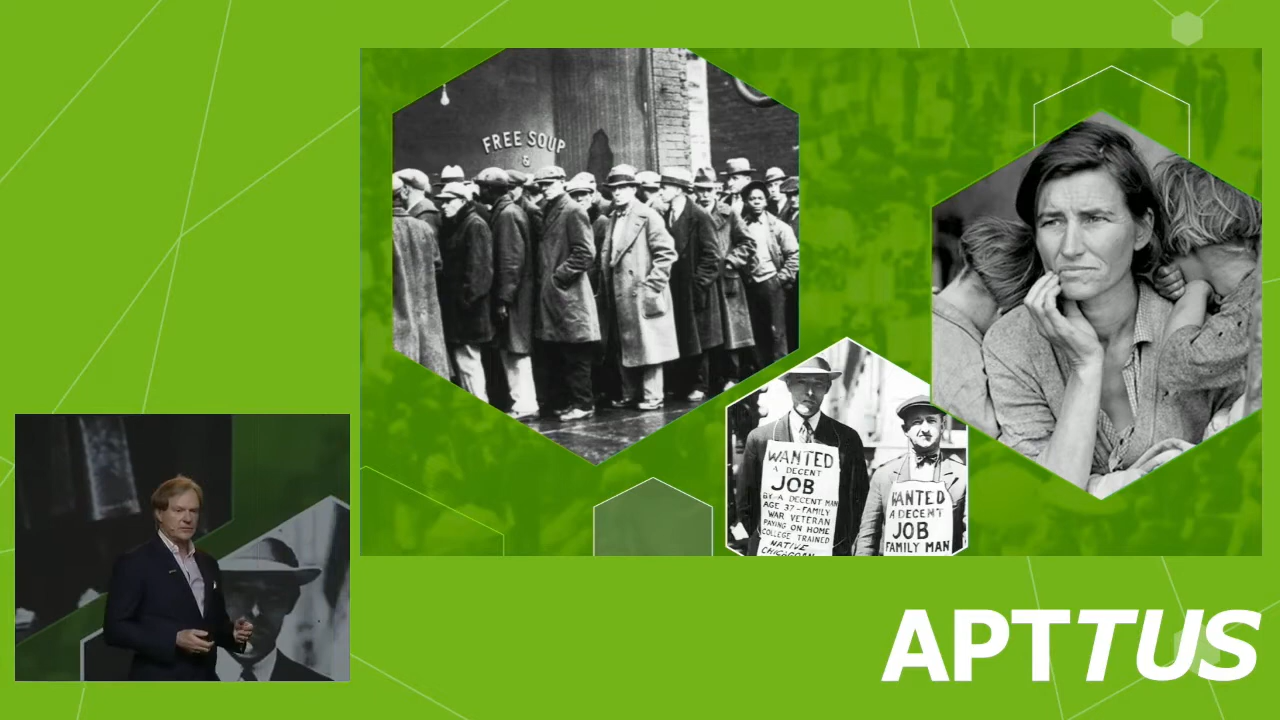 FREE SOUP
&
WANTED
A DECENT
JOB
BY A DECENT MAN
AGE 37-FAMILY
WAR VETERAN
PAYING ON HOME
COLLEGE TRAINED
NATIVE
CHICAGOAN
WANTED
A DECENT
JOB
FAMILY MAN
APTTUS